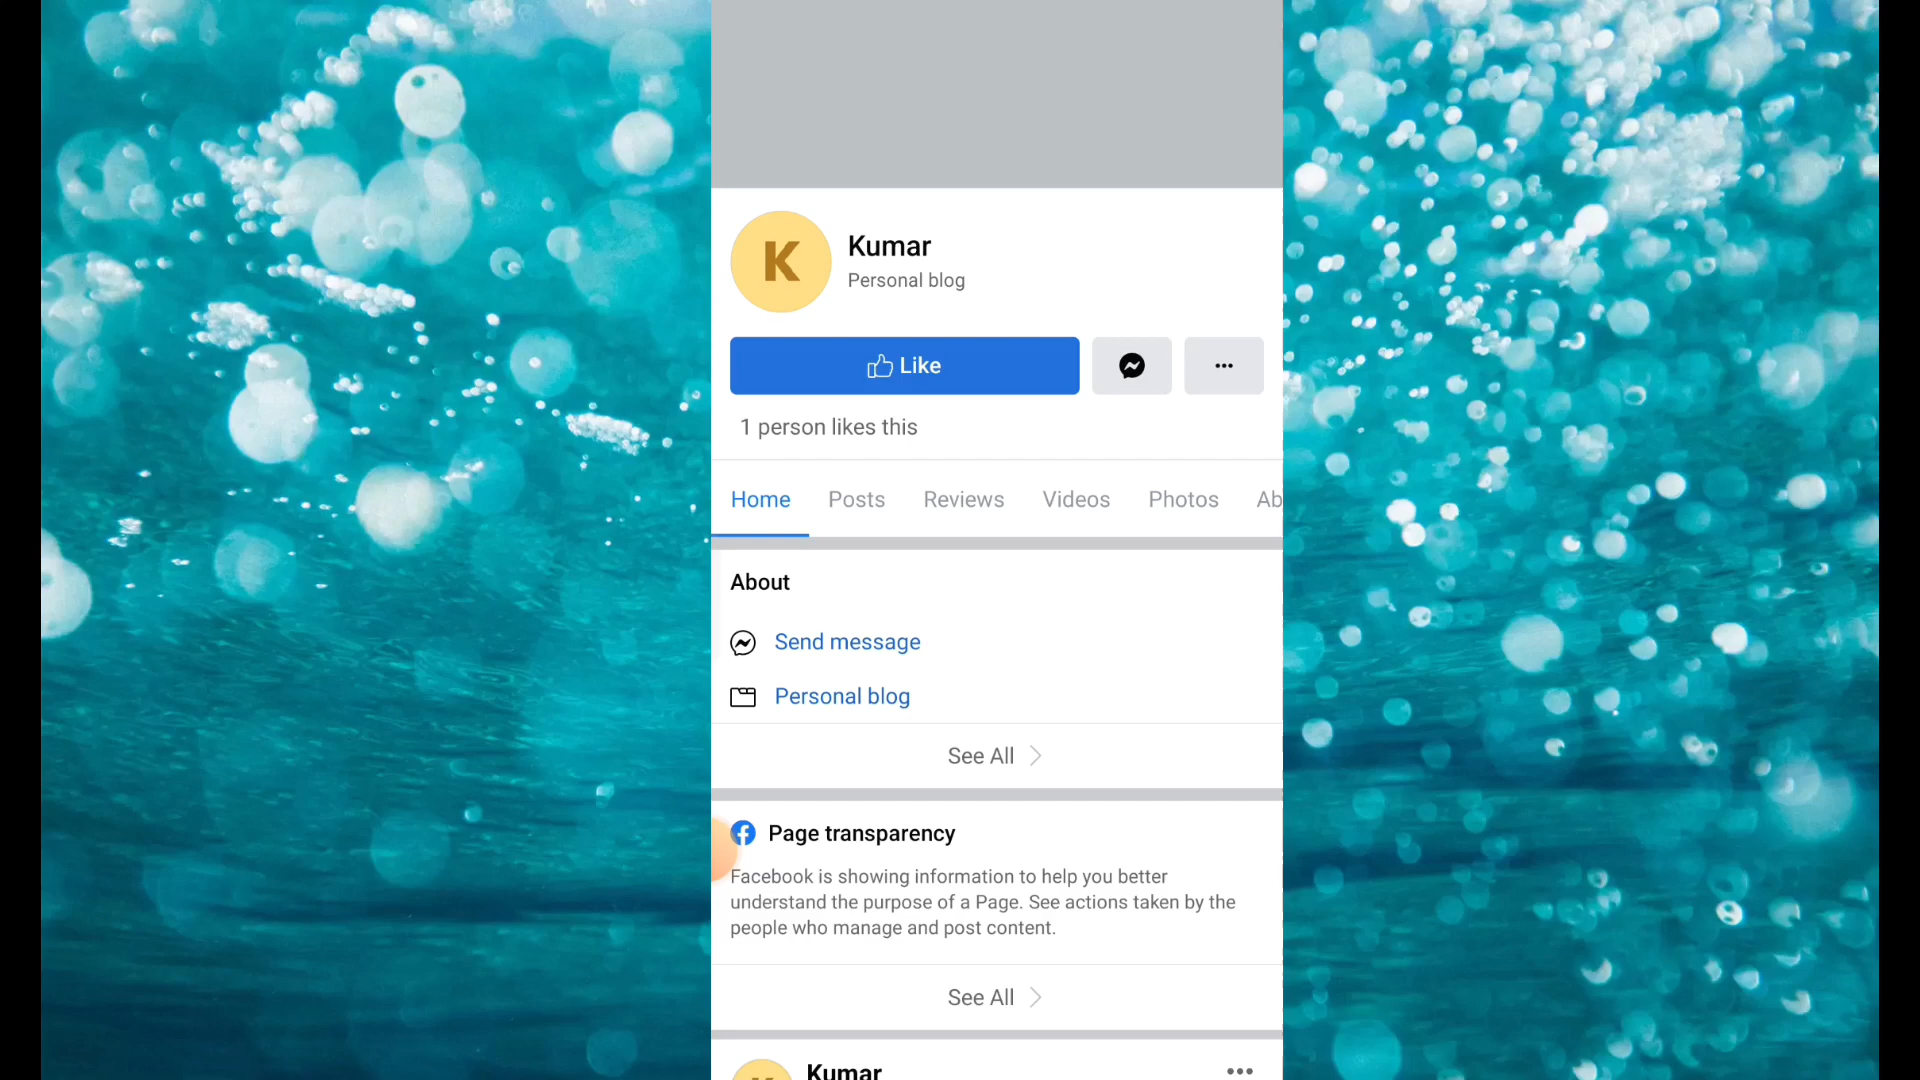 K
Kumar
Personal blog
Like
1 person likes this
Home Posts Reviews Videos Photos Ab
About
Send message
Personal blog
See All
Page transparency
Facebook is showing information to help you better
understand the purpose of a Page. See actions taken by the
people who manage and post content.
See All
Kumar